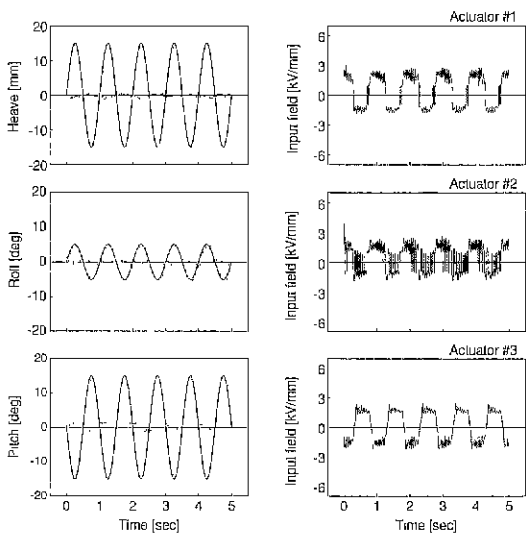 Actuator #1
20
10
0
-10
-20
Heave [mm]
6
3
0
-3
-6
Input field [kV/mm]
Actuator #2
20
10
0
-10
-20
Roll [deg]
6
3
0
-3
-6
Input field [kV/mm]
Actuator #3
20
10
0
-10
-20
Pitch [deg]
6
3
0
-3
-6
Input field [kV/mm]
0 1 2 3 4 5
Time [sec]
0 1 2 3 4 5
Time [sec]